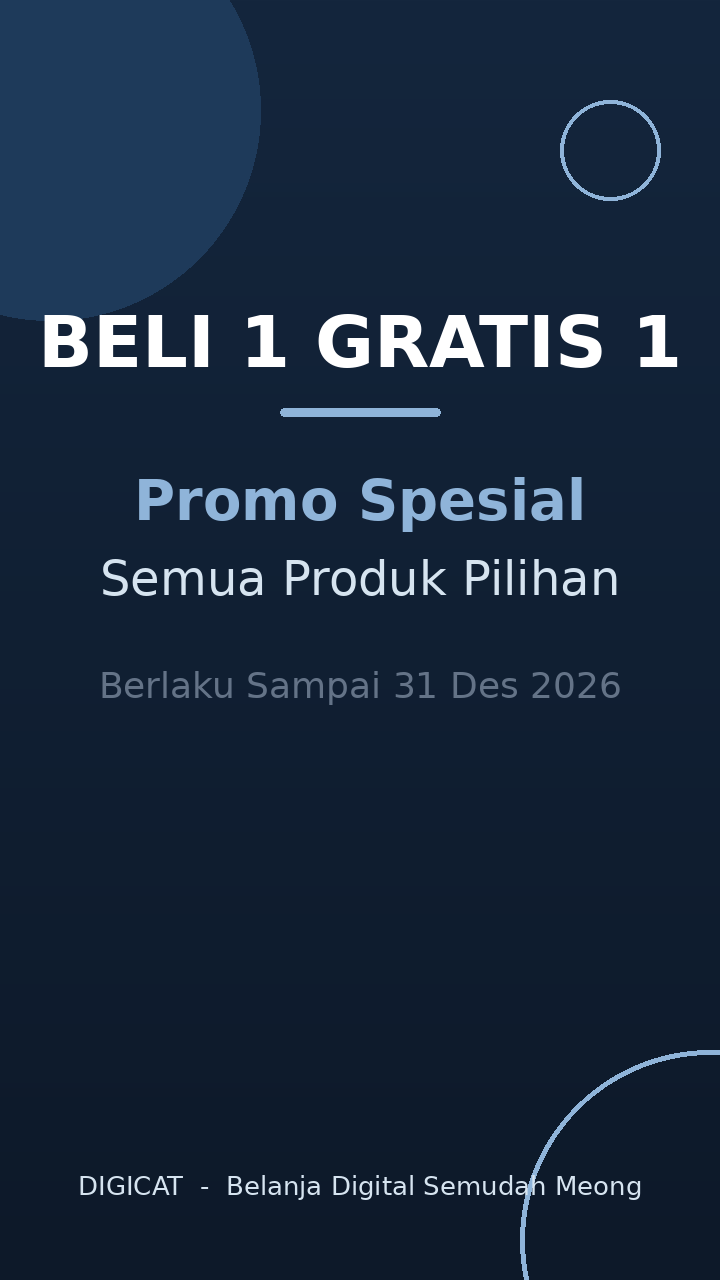 BELI 1 GRATIS 1
Promo Spesial
Semua Produk Pilihan
Berlaku Sampai 31 Des 2026
DIGICAT - Belanja Digital Semudah Meong